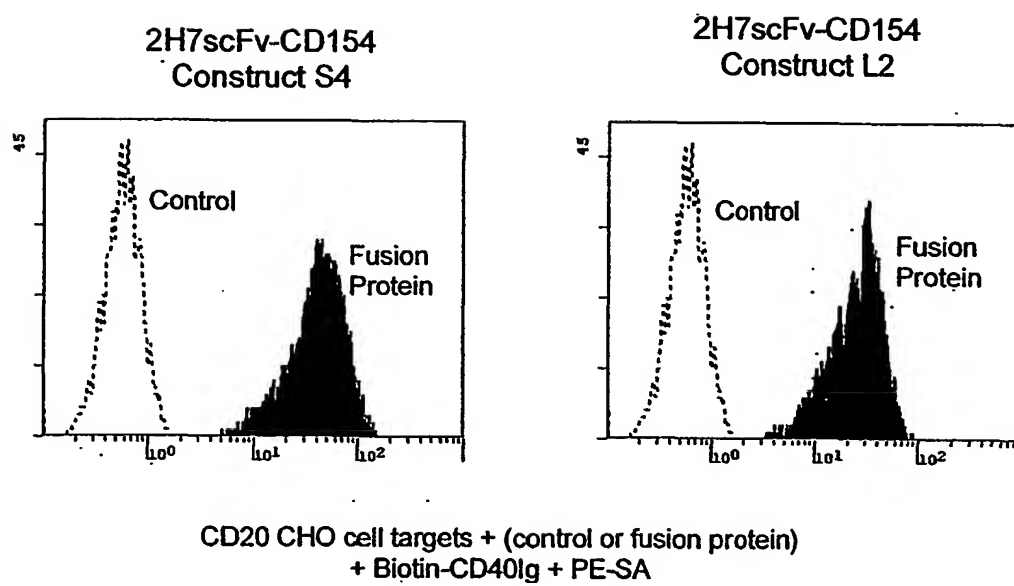 2H7scFv-CD154
Construct S4
2H7scFv-CD154
Construct L2
45
Control
Fusion
Protein
10⁰ 10¹ 10²
45
Control
Fusion
Protein
10⁰ 10¹ 10²
CD20 CHO cell targets + (control or fusion protein)
+ Biotin-CD40Ig + PE-SA